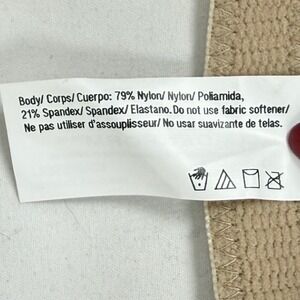 Body/ Corps/ Cuerpo: 79% Nylon/ Nylon/ Poliamida,
21% Spandex/ Spandex/ Elastano. Do not use fabric softener/
Ne pas utiliser d'assouplisseur/ No usar suavizante de telas.